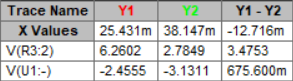 Trace Name Y1 Y2 Y1 - Y2
X Values 25.431m 38.147m -12.716m
V(R3:2) 6.2602 2.7849 3.4753
V(U1:-) -2.4555 -3.1311 675.600m